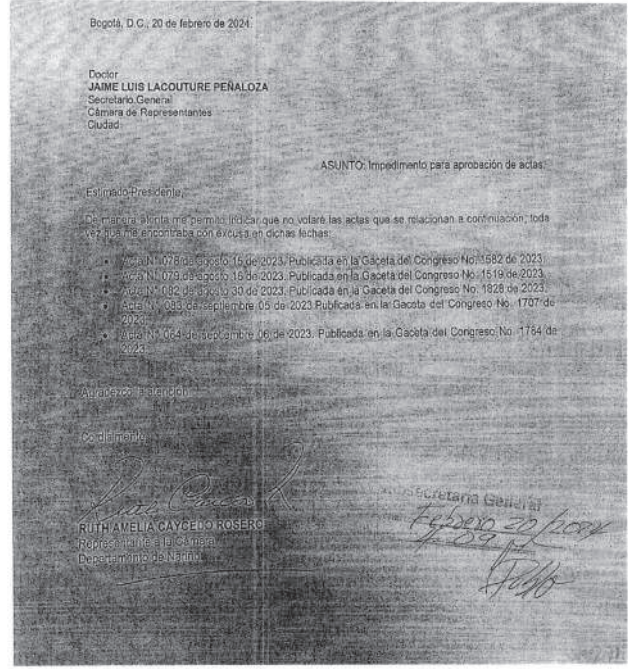 Bogotá, D.C., 20 de febrero de 2024.
Doctor
JAIME LUIS LACOUTURE PEÑALOZA
Secretario General
Cámara de Representantes
Ciudad
ASUNTO: Impedimento para aprobación de actas.
Estimado Presidente,
De manera atenta me permito indicar que no votaré las actas que se relacionan a continuación, toda
vez que me encontraba con excusa en dichas fechas:
• Acta N° 078 de agosto 15 de 2023. Publicada en la Gaceta del Congreso No. 1582 de 2023.
• Acta N° 079 de agosto 16 de 2023. Publicada en la Gaceta del Congreso No. 1519 de 2023.
• Acta N° 082 de agosto 30 de 2023. Publicada en la Gaceta del Congreso No. 1828 de 2023.
• Acta N° 083 de septiembre 05 de 2023 Publicada en la Gaceta del Congreso No. 1707 de
2023.
• Acta N° 084 de septiembre 06 de 2023. Publicada en la Gaceta del Congreso No. 1784 de
2023.
Agradezco la atención
Cordialmente,
RUTH AMELIA CAYCEDO ROSERO
Representante a la Cámara
Departamento de Nariño
Secretaria General
Febrero 20/2024